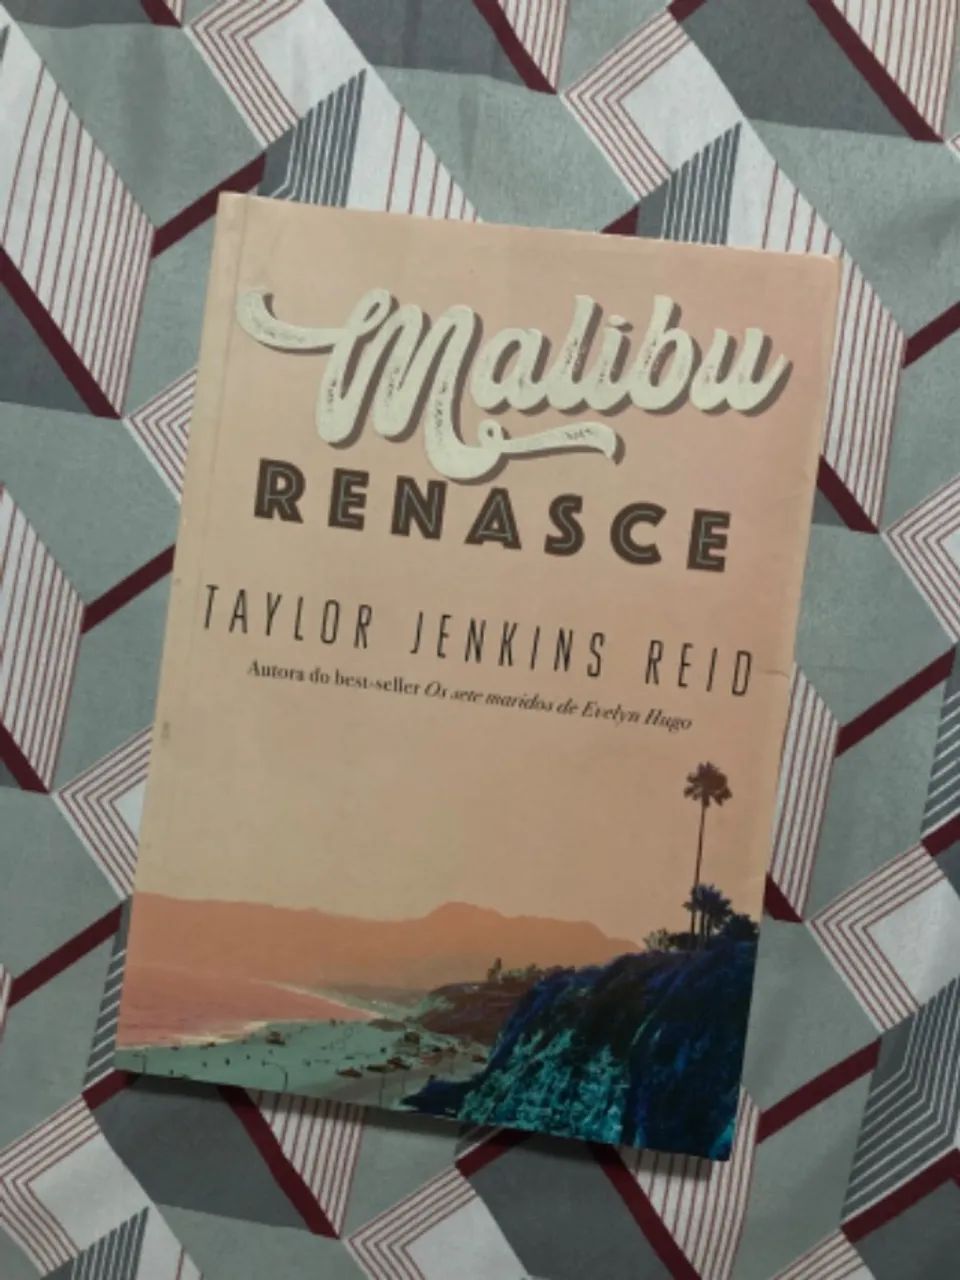 Malibu
RENASCE
TAYLOR JENKINS REID
Autora do best-seller Os sete maridos de Evelyn Hugo